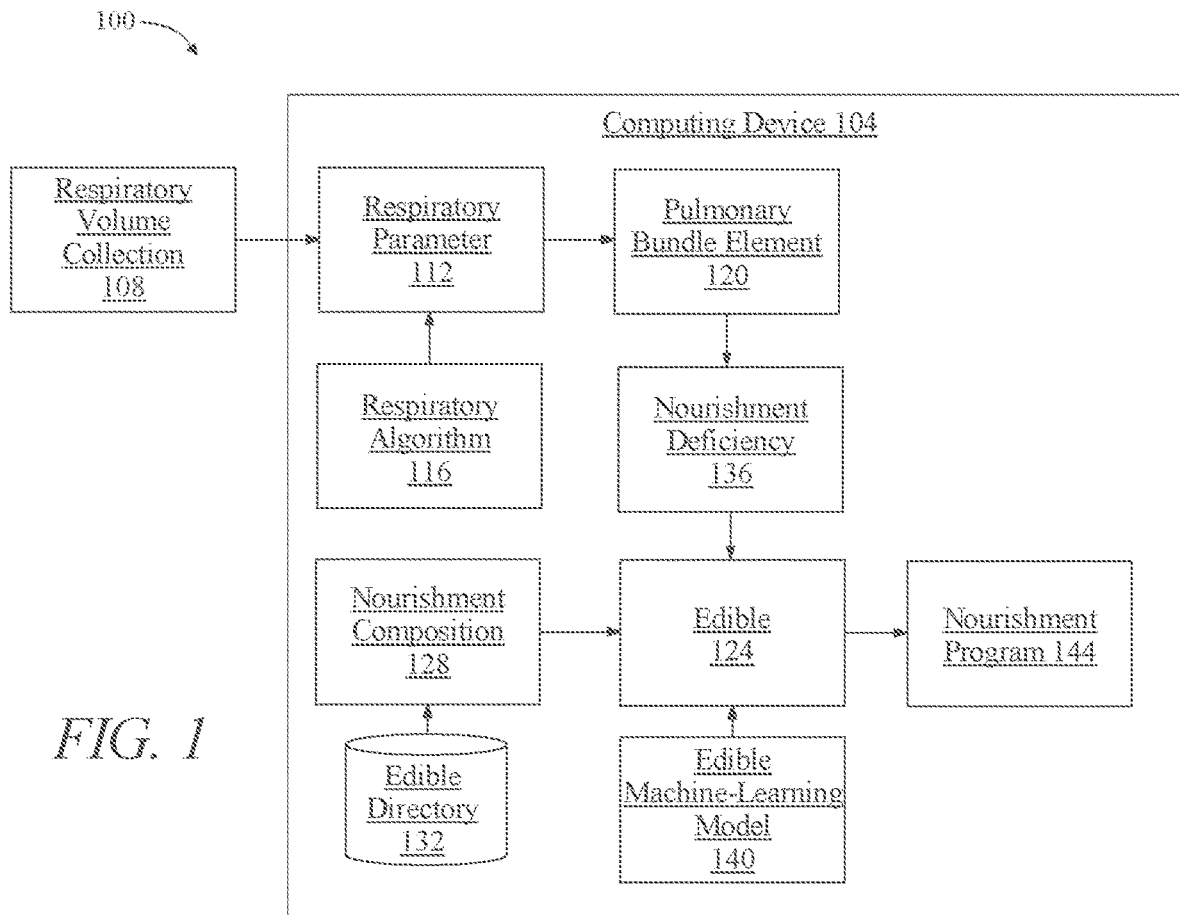 100
Computing Device 104
Respiratory
Volume
Collection
108
Respiratory
Parameter
112
Pulmonary
Bundle Element
120
Respiratory
Algorithm
116
Nourishment
Deficiency
136
Nourishment
Composition
128
Edible
124
Nourishment
Program 144
FIG. 1
Edible
Directory
132
Edible
Machine-Learning
Model
140